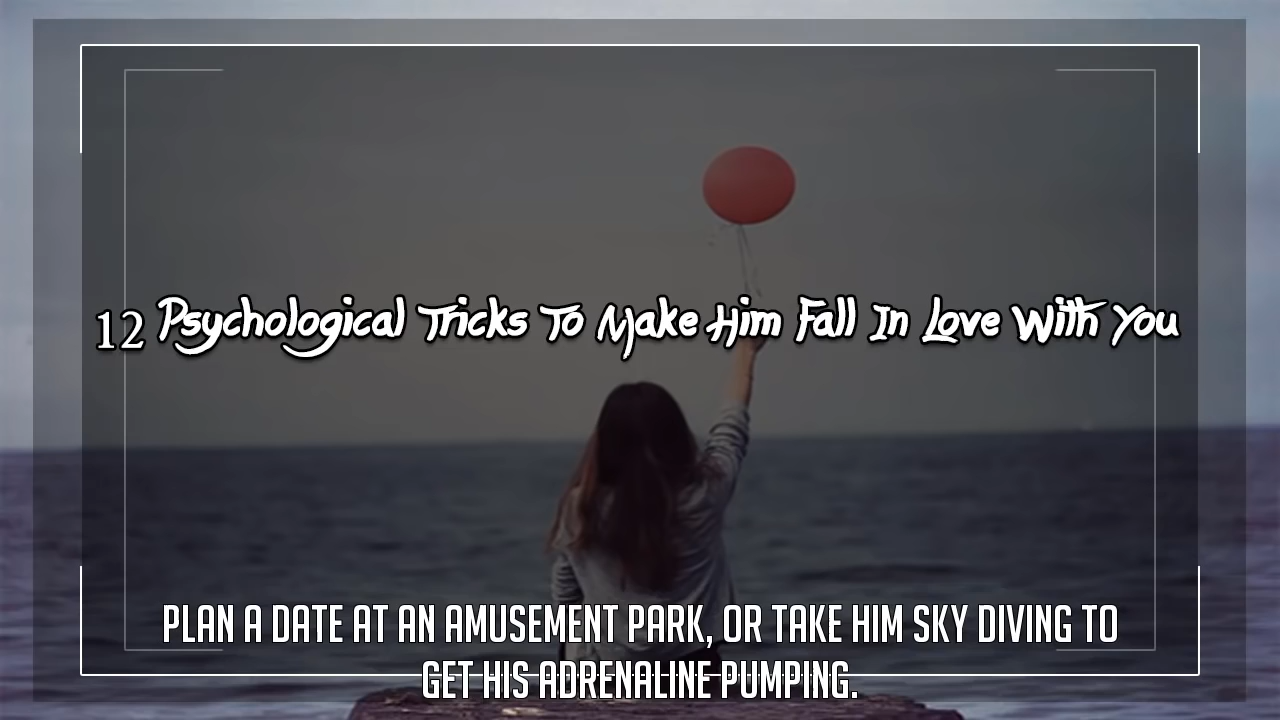 12 Psychological Tricks To Make Him Fall In Love With You
PLAN A DATE AT AN AMUSEMENT PARK, OR TAKE HIM SKY DIVING TO
GET HIS ADRENALINE PUMPING.